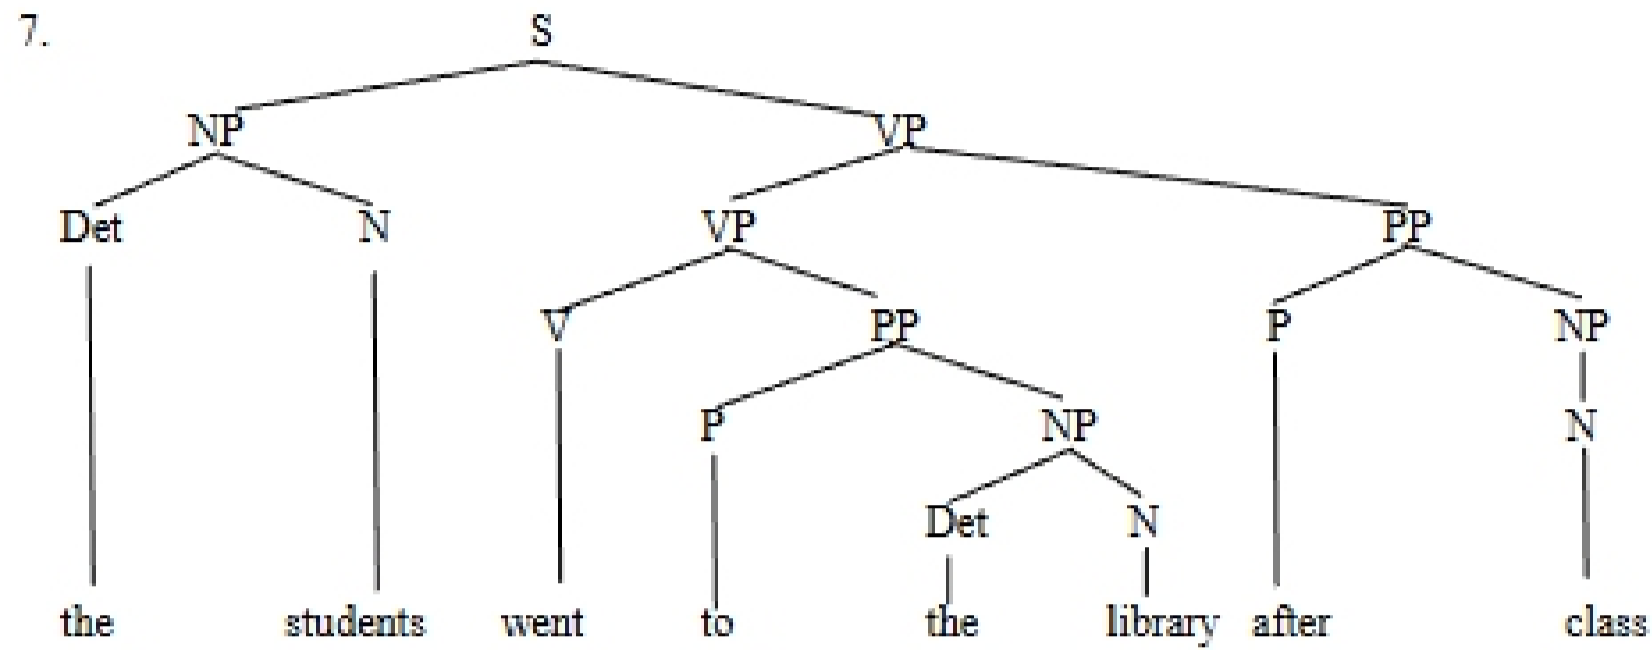 7. S
NP VP
Det N VP PP
V PP P NP
P NP N
Det N
the students went to the library after class